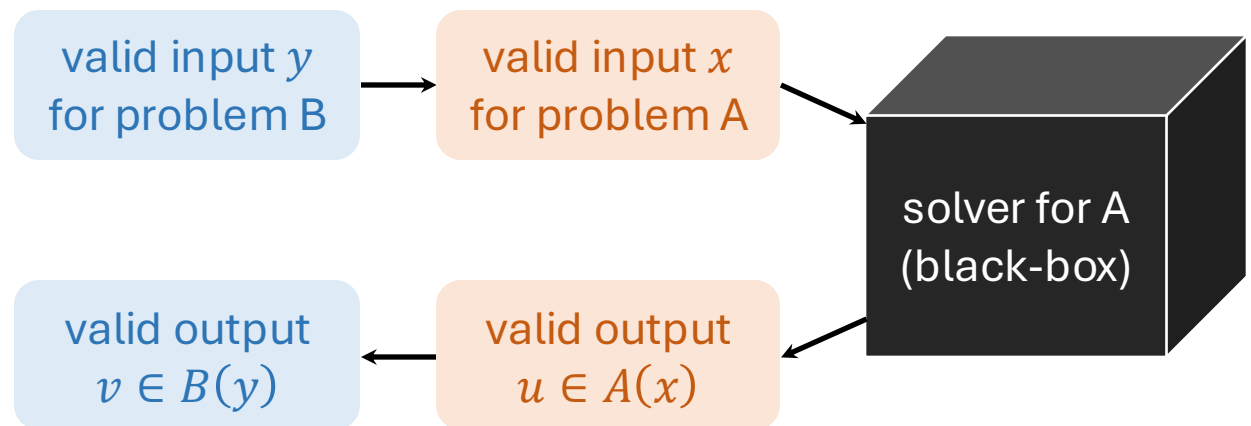 valid input 𝑦
for problem B
valid input 𝑥
for problem A
solver for A
(black-box)
valid output
𝑣 ∈ 𝐵(𝑦)
valid output
𝑢 ∈ 𝐴(𝑥)